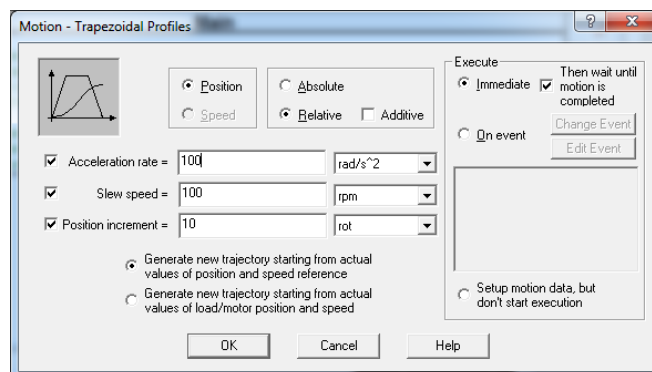 Motion - Trapezoidal Profiles
Position
Speed
Absolute
Relative
Additive
Execute
Immediate
Then wait until
motion is
completed
On event
Change Event
Edit Event
Acceleration rate = 100 rad/s^2
Slew speed = 100 rpm
Position increment = 10 rot
Generate new trajectory starting from actual
values of position and speed reference
Generate new trajectory starting from actual
values of load/motor position and speed
Setup motion data, but
don't start execution
OK
Cancel
Help